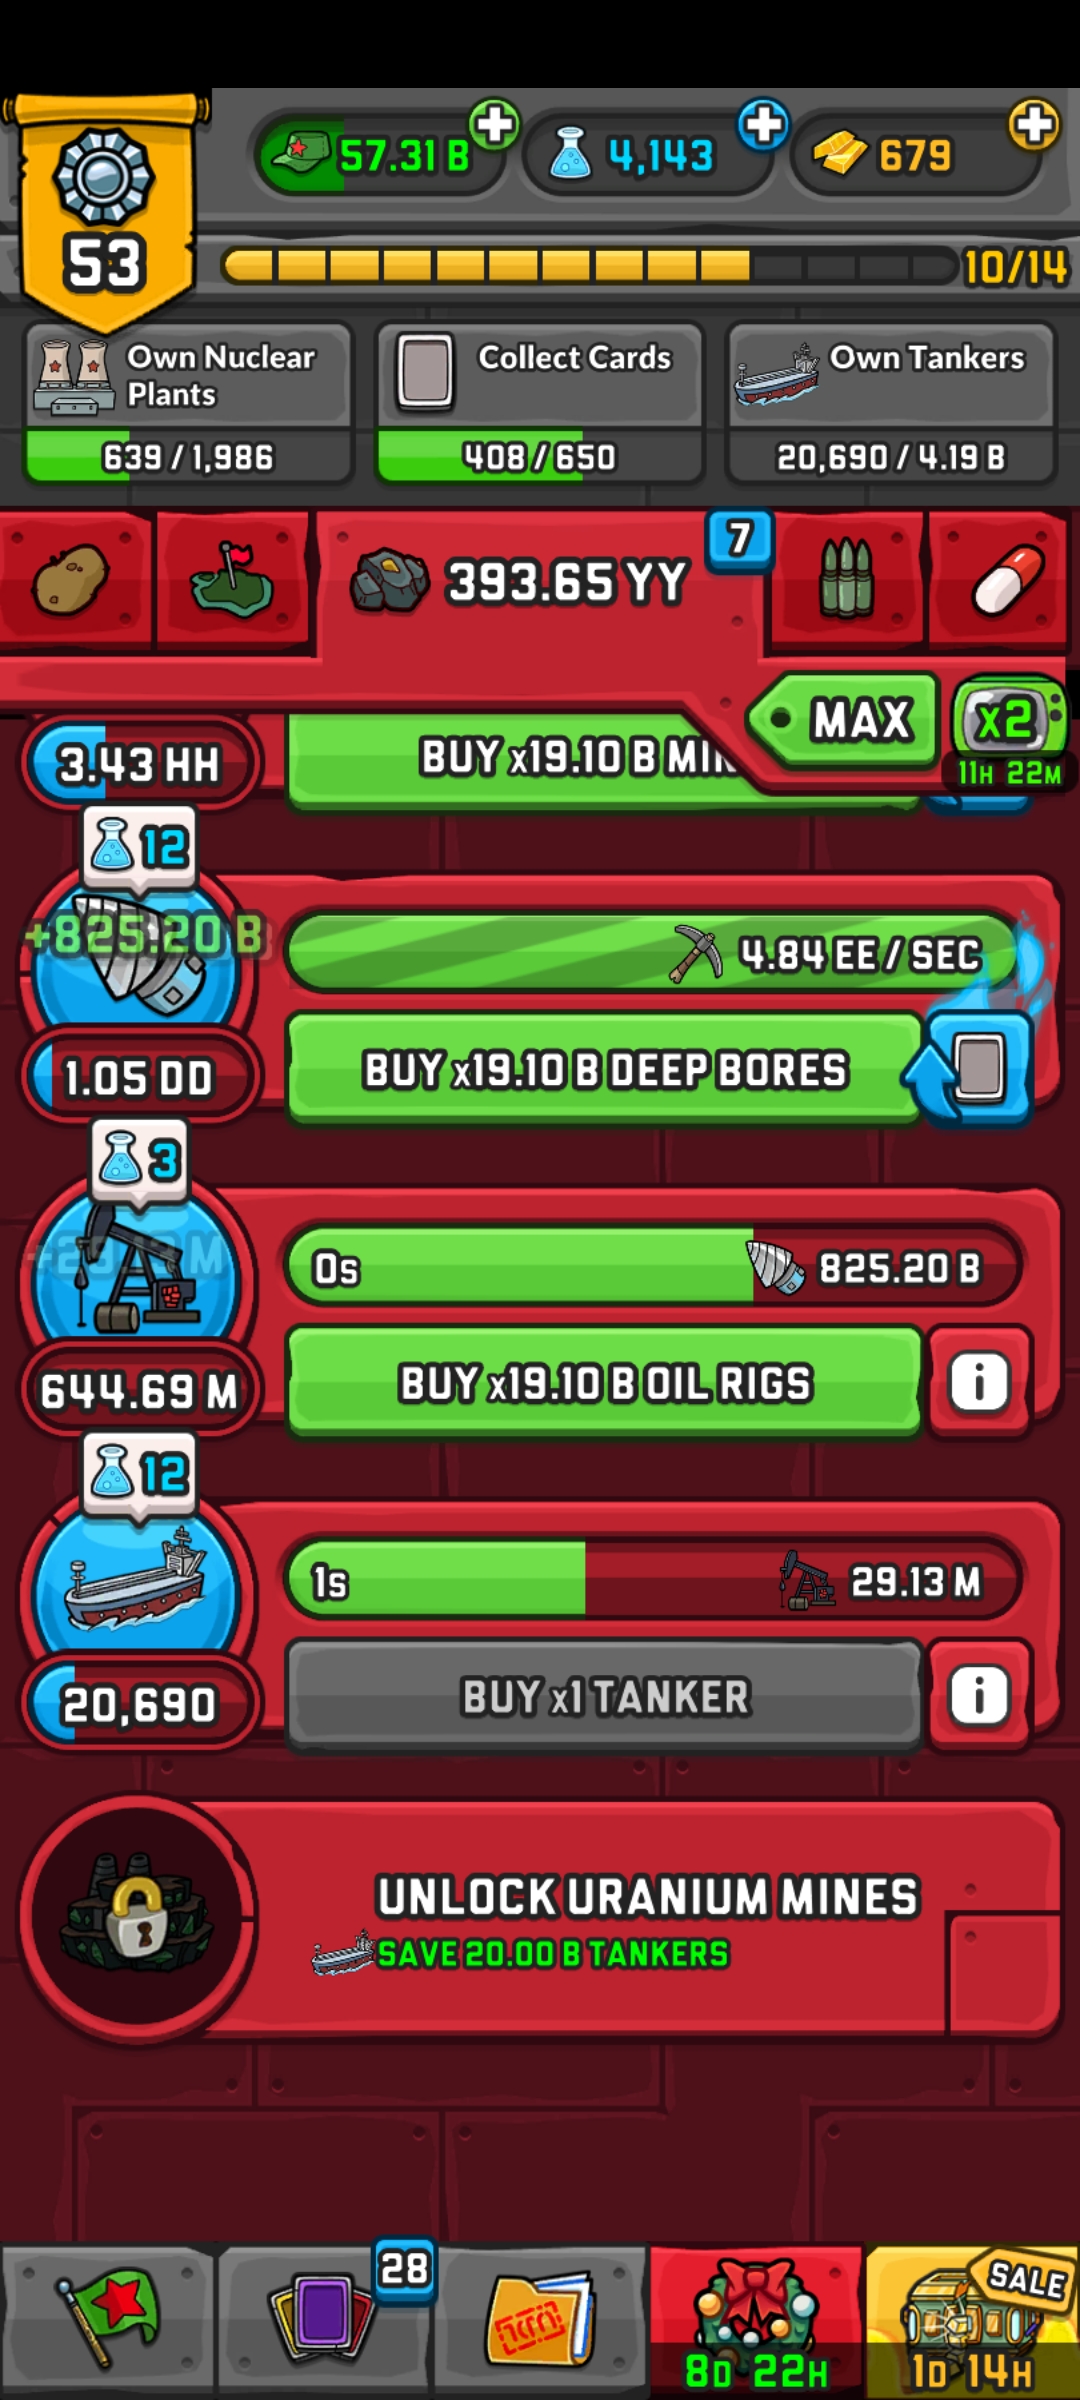 57.31 B
4,143
679
53
10/14
Own Nuclear
Plants
Collect Cards
Own Tankers
639 / 1,986
408 / 650
20,690 / 4.19 B
7
393.65 YY
MAX
x2
11H 22M
3.43 HH
BUY x19.10 B
12
+825.20 B
4.84 EE / SEC
1.05 DD
BUY x19.10 B DEEP BORES
3
0s
825.20 B
644.69 M
BUY x19.10 B OIL RIGS
12
1s
29.13 M
20,690
BUY x1 TANKER
UNLOCK URANIUM MINES
SAVE 20.00 B TANKERS
28
SALE
8D 22H
1D 14H